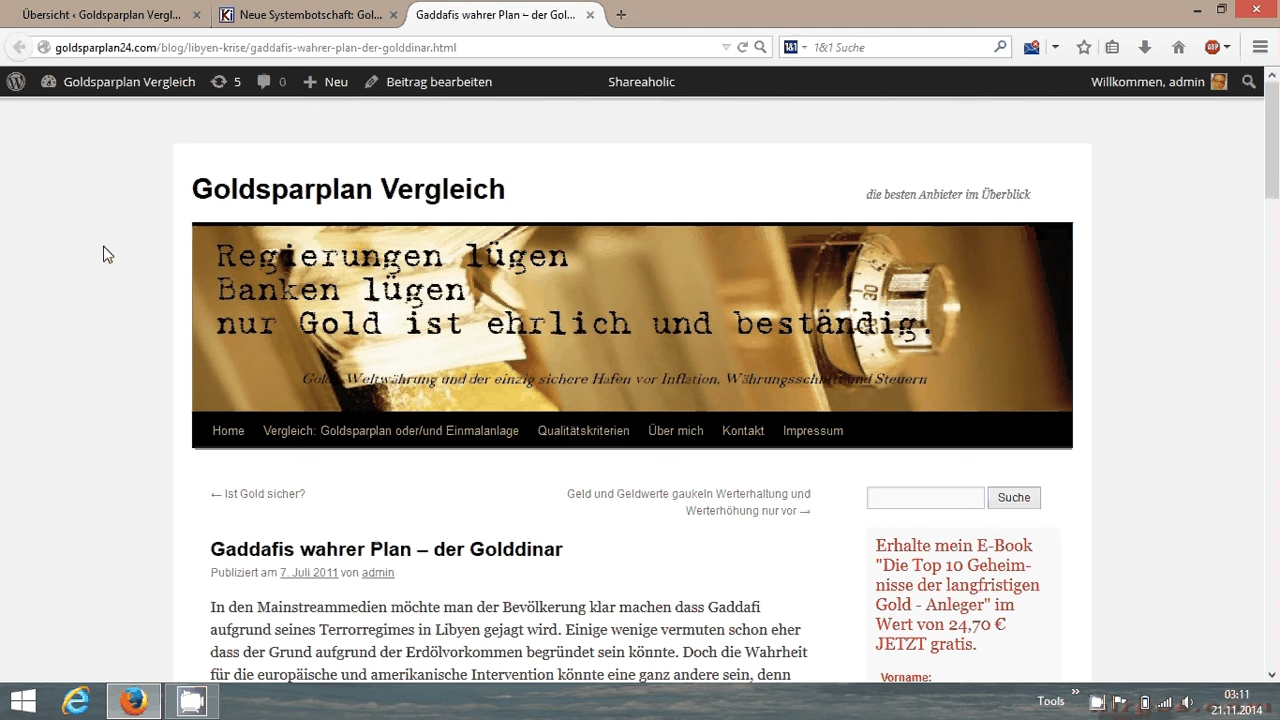 Übersicht ‹ Goldsparplan Vergl...
Neue Systembotschaft: Gol...
Gaddafis wahrer Plan – der Gol...
goldsparplan24.com/blog/libyen-krise/gaddafis-wahrer-plan-der-golddinar.html
1&1 Suche
Goldsparplan Vergleich
5
0
Neu
Beitrag bearbeiten
Shareaholic
Willkommen, admin
Goldsparplan Vergleich
die besten Anbieter im Überblick
Regierungen lügen
Banken lügen
nur Gold ist ehrlich und beständig.
Weltwährung und der einzig sichere Hafen vor Inflation, Währungsschnitt und Steuern
Home
Vergleich: Goldsparplan oder/und Einmalanlage
Qualitätskriterien
Über mich
Kontakt
Impressum
← Ist Gold sicher?
Geld und Geldwerte gaukeln Werterhaltung und
Werterhöhung nur vor →
Suche
Gaddafis wahrer Plan – der Golddinar
Publiziert am 7. Juli 2011 von admin
In den Mainstreammedien möchte man der Bevölkerung klar machen dass Gaddafi
aufgrund seines Terrorregimes in Libyen gejagt wird. Einige wenige vermuten schon eher
dass der Grund aufgrund der Erdölvorkommen begründet sein könnte. Doch die Wahrheit
für die europäische und amerikanische Intervention könnte eine ganz andere sein, denn
Erhalte mein E-Book
"Die Top 10 Geheim-
nisse der langfristigen
Gold - Anleger" im
Wert von 24,70 €
JETZT gratis.
Vorname:
Tools
03:11
21.11.2014